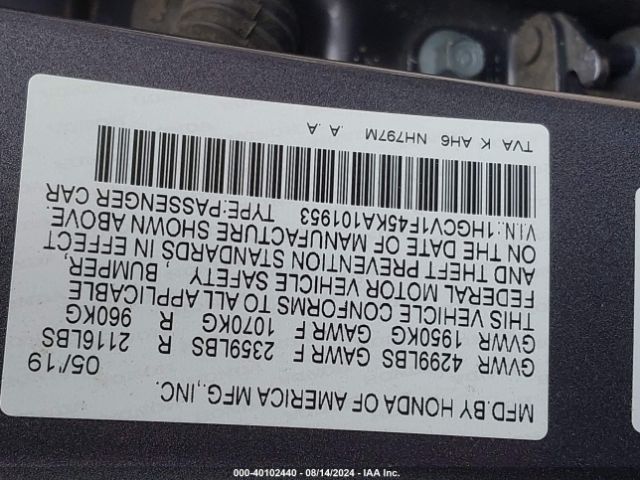 MFD.BY HONDA OF AMERICA MFG.,INC. 05/'19
GVWR 4299LBS GAWR F 2359LBS R 2116LBS
GVWR 1950KG GAWR F 1070KG R 960KG
THIS VEHICLE CONFORMS TO ALL APPLICABLE
FEDERAL MOTOR VEHICLE SAFETY , BUMPER,
AND THEFT PREVENTION STANDARDS IN EFFECT
ON THE DATE OF MANUFACTURE SHOWN ABOVE.
V.I.N.:1HGCV1F45KA101953 TYPE:PASSENGER CAR
TVA K AH6 NH797M .A .A
000-40102440 - 08/14/2024 - IAA Inc.